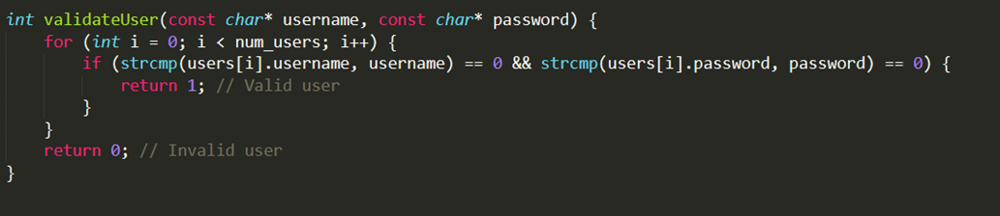 int validateUser(const char* username, const char* password) {
    for (int i = 0; i < num_users; i++) {
        if (strcmp(users[i].username, username) == 0 && strcmp(users[i].password, password) == 0) {
            return 1; // Valid user
        }
    }
    return 0; // Invalid user
}